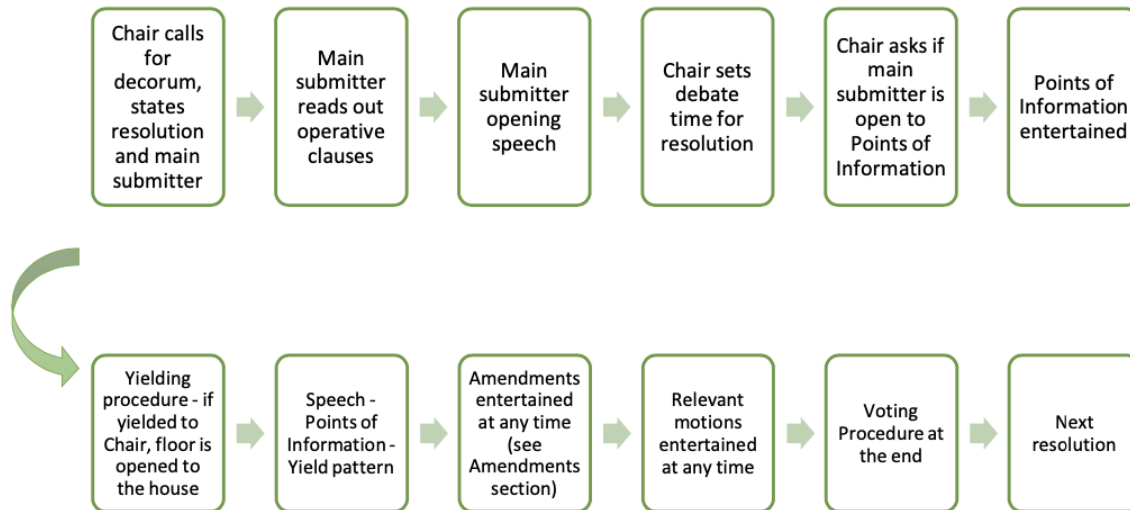 Chair calls
for
decorum,
states
resolution
and main
submitter
Main
submitter
reads out
operative
clauses
Main
submitter
opening
speech
Chair sets
debate
time for
resolution
Chair asks if
main
submitter is
open to
Points of
Information
Points of
Information
entertained
Yielding
procedure - if
yielded to
Chair, floor is
opened to
the house
Speech -
Points of
Information -
Yield pattern
Amendments
entertained
at any time
(see
Amendments
section)
Relevant
motions
entertained
at any time
Voting
Procedure at
the end
Next
resolution